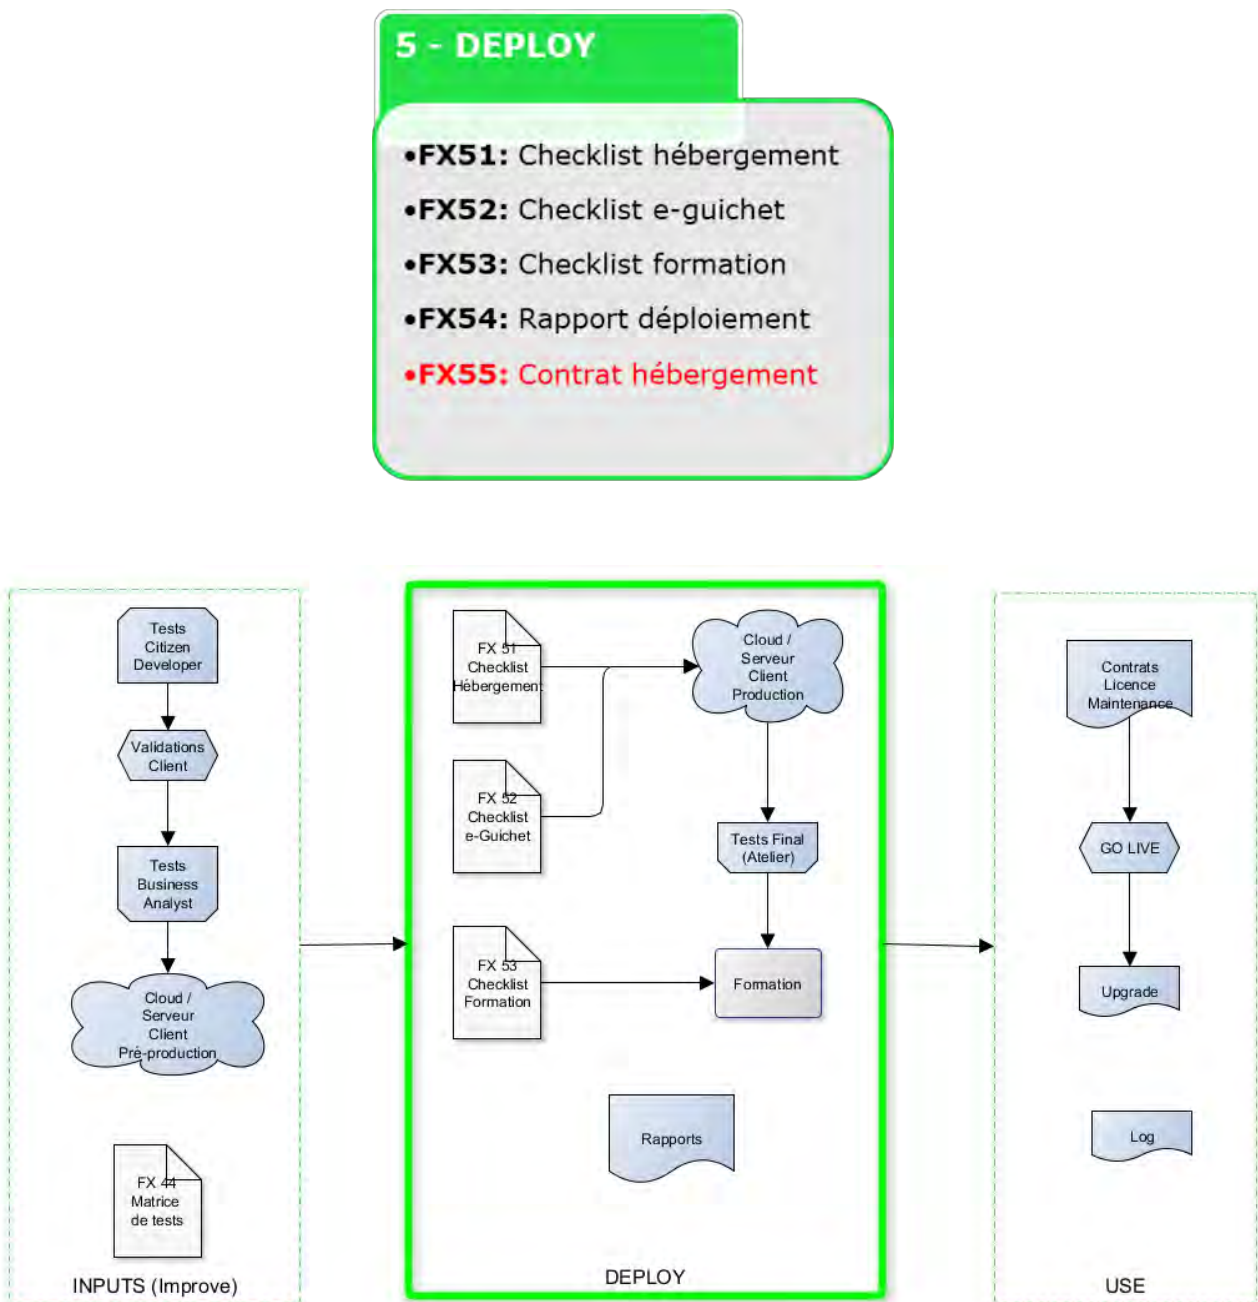 5 - DEPLOY
•FX51: Checklist hébergement
•FX52: Checklist e-guichet
•FX53: Checklist formation
•FX54: Rapport déploiement
•FX55: Contrat hébergement
Tests
Citizen
Developer
Validations
Client
Tests
Business
Analyst
Cloud /
Serveur
Client
Pré-production
FX 44
Matrice
de tests
INPUTS (Improve)
FX 51
Checklist
Hébergement
FX 52
Checklist
e-Guichet
FX 53
Checklist
Formation
Cloud /
Serveur
Client
Production
Tests Final
(Atelier)
Formation
Rapports
DEPLOY
Contrats
Licence
Maintenance
GO LIVE
Upgrade
Log
USE